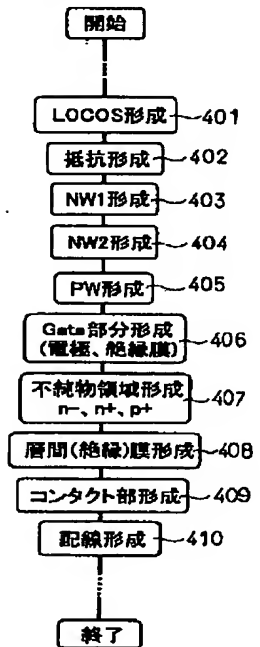 開始
LOCOS形成 401
抵抗形成 402
NW1形成 403
NW2形成 404
PW形成 405
Gate部分形成
(電極、絶縁膜) 406
不純物領域形成
n-、n+、p+ 407
層間(絶縁)膜形成 408
コンタクト部形成 409
配線形成 410
終了